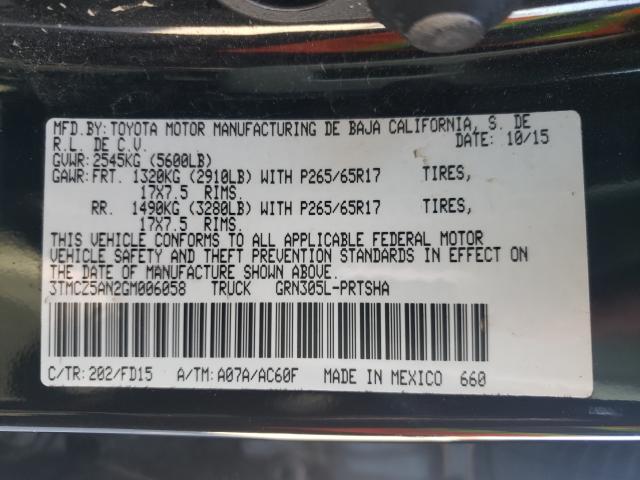 MFD.BY: TOYOTA MOTOR MANUFACTURING DE BAJA CALIFORNIA, S. DE
R.L. DE C.V. DATE: 10/15
GVWR: 2545KG (5600LB)
GAWR: FRT. 1320KG (2910LB) WITH P265/65R17 TIRES,
17X7.5 RIMS.
RR. 1490KG (3280LB) WITH P265/65R17 TIRES,
17X7.5 RIMS.
THIS VEHICLE CONFORMS TO ALL APPLICABLE FEDERAL MOTOR
VEHICLE SAFETY AND THEFT PREVENTION STANDARDS IN EFFECT ON
THE DATE OF MANUFACTURE SHOWN ABOVE.
3TMCZ5AN2GM006058 TRUCK GRN305L-PRTSHA
C/TR: 202/FD15 A/TM: A07A/AC60F MADE IN MEXICO 660